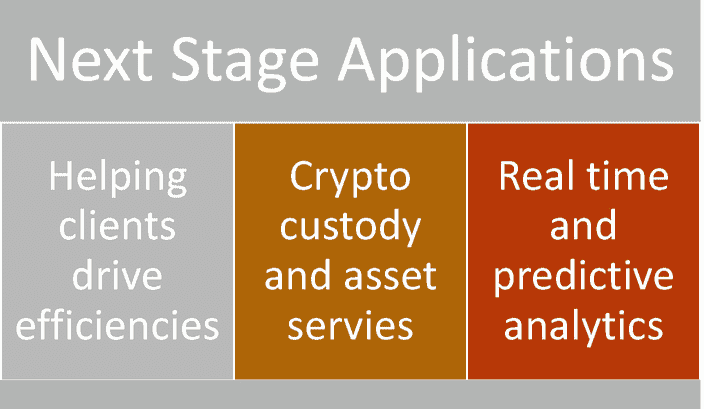 Next Stage Applications
Helping
clients
drive
efficiencies
Crypto
custody
and asset
servies
Real time
and
predictive
analytics